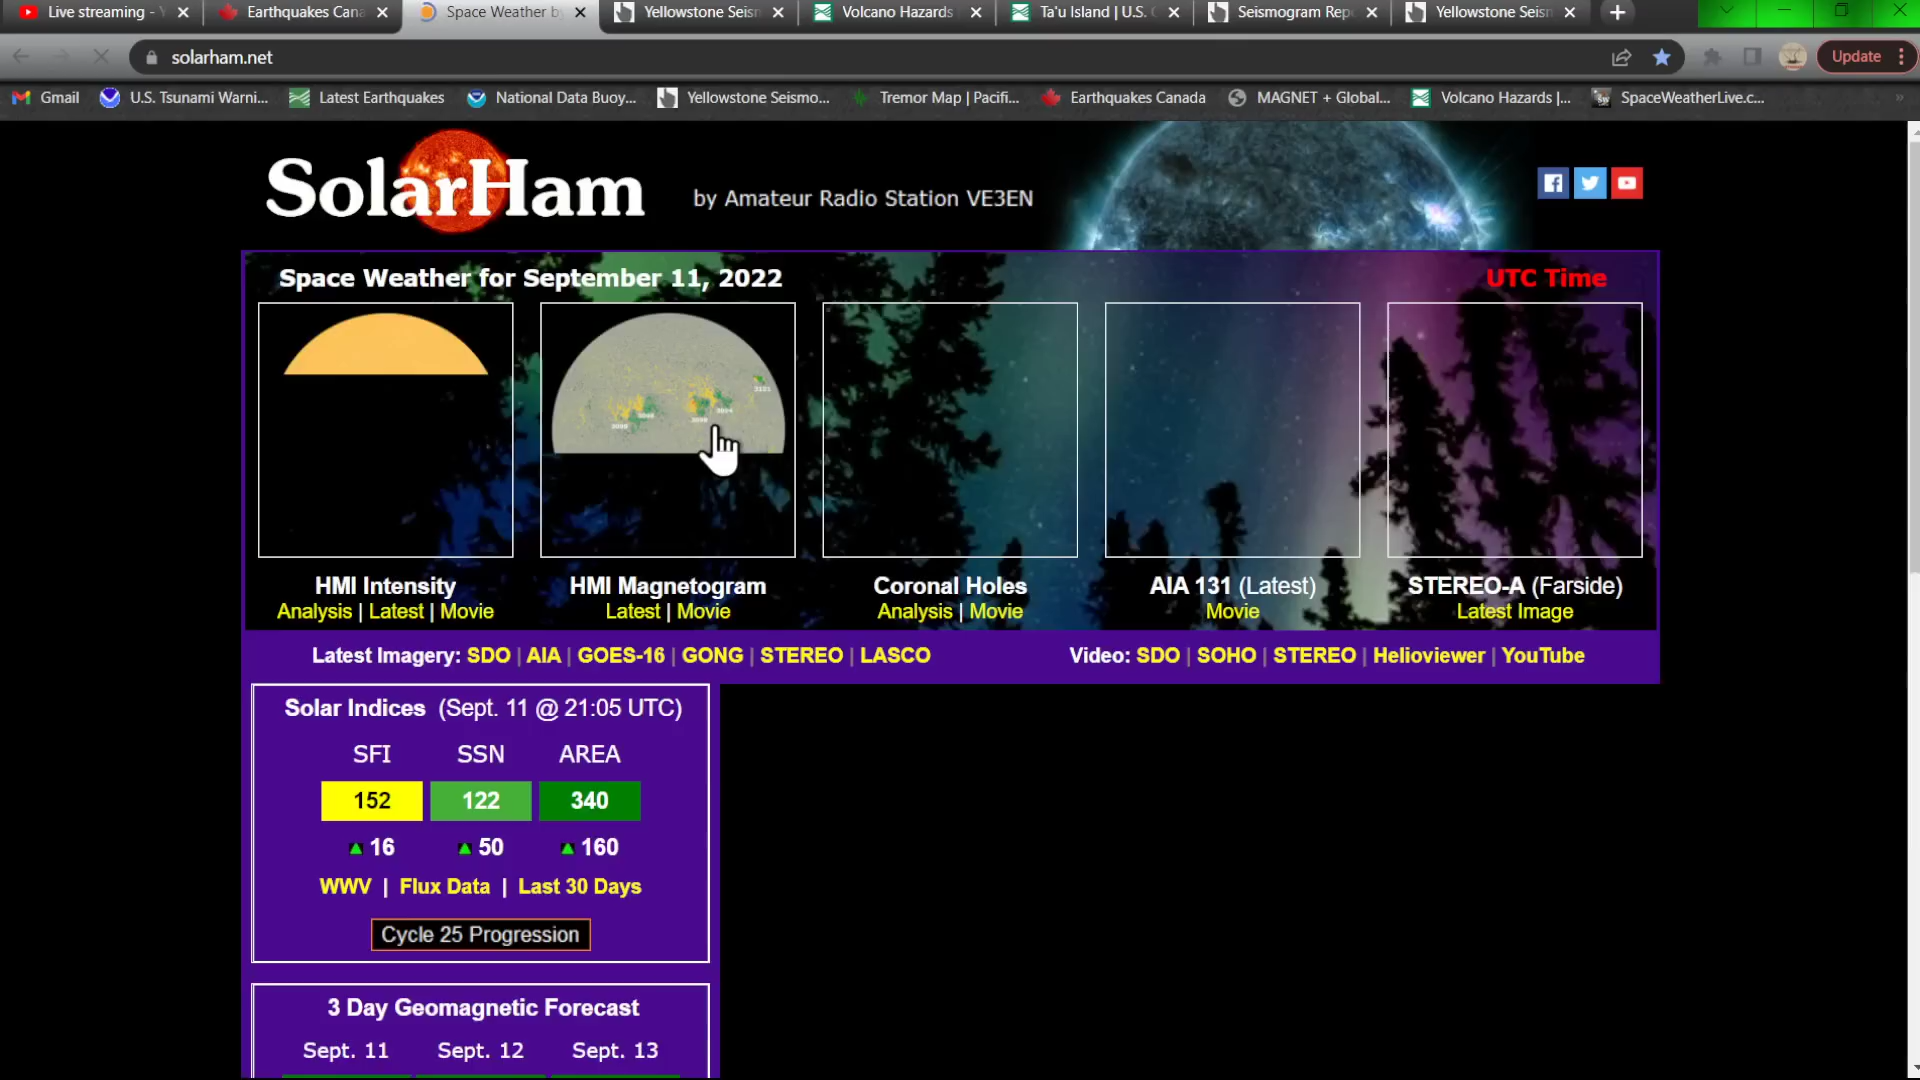 Live streaming - Y
Earthquakes Cana
Space Weather by
Yellowstone Seism
Volcano Hazards
Ta'u Island | U.S. G
Seismogram Rep
Yellowstone Seism
solarham.net
Update
Gmail
U.S. Tsunami Warni...
Latest Earthquakes
National Data Buoy...
Yellowstone Seismo...
Tremor Map | Pacifi...
Earthquakes Canada
MAGNET + Global...
Volcano Hazards |...
SpaceWeatherLive.c...
SolarHam
by Amateur Radio Station VE3EN
Space Weather for September 11, 2022
UTC Time
HMI Intensity
Analysis | Latest | Movie
HMI Magnetogram
Latest | Movie
Coronal Holes
Analysis | Movie
AIA 131 (Latest)
Movie
STEREO-A (Farside)
Latest Image
Latest Imagery: SDO | AIA | GOES-16 | GONG | STEREO | LASCO
Video: SDO | SOHO | STEREO | Helioviewer | YouTube
Solar Indices (Sept. 11 @ 21:05 UTC)
SFI SSN AREA
152 122 340
16 50 160
WWV | Flux Data | Last 30 Days
Cycle 25 Progression
3 Day Geomagnetic Forecast
Sept. 11 Sept. 12 Sept. 13